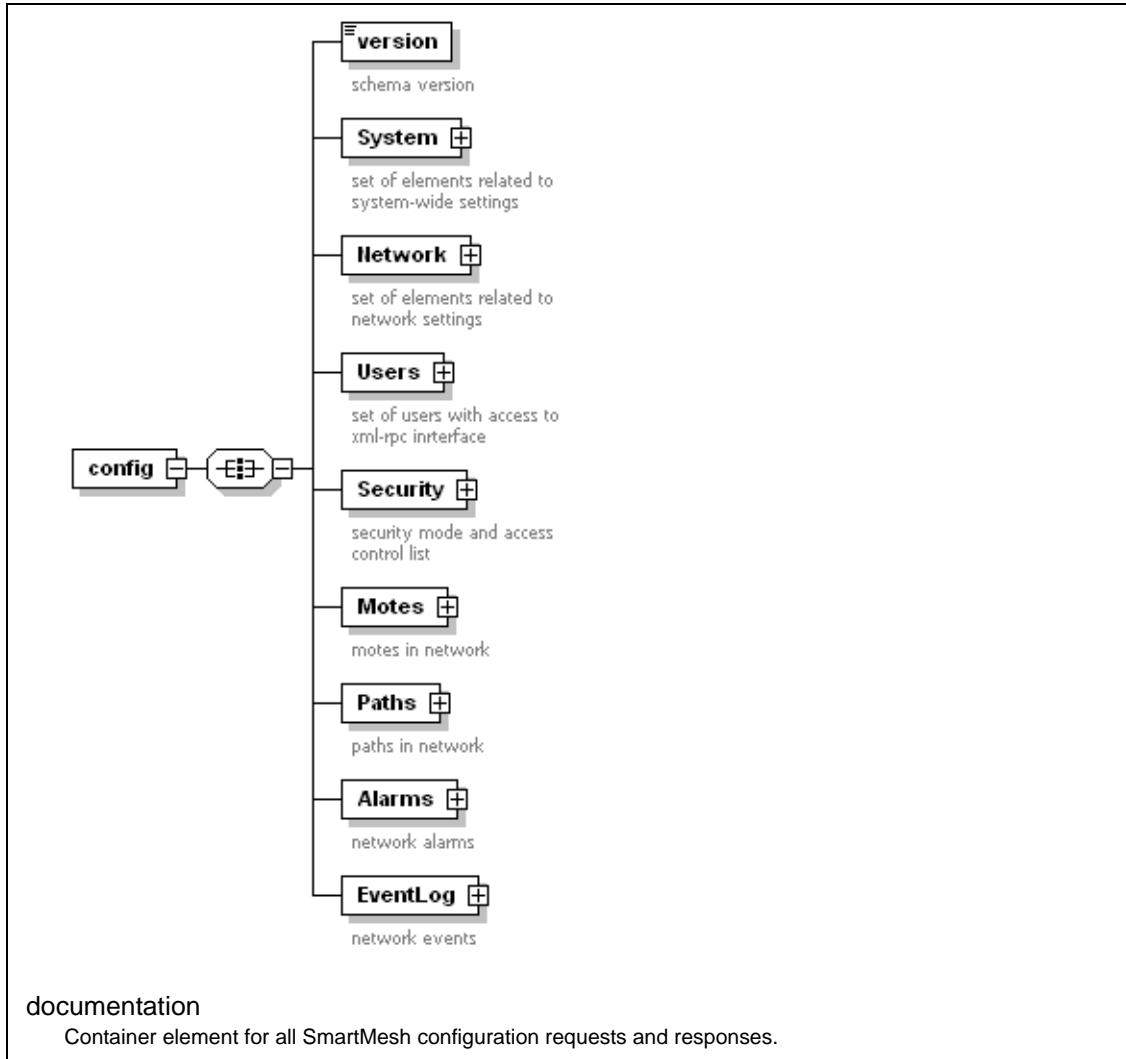 version
schema version
System
set of elements related to
system-wide settings
Network
set of elements related to
network settings
Users
set of users with access to
xml-rpc inrterface
config
Security
security mode and access
control list
Motes
motes in network
Paths
paths in network
Alarms
network alarms
EventLog
network events
documentation
Container element for all SmartMesh configuration requests and responses.